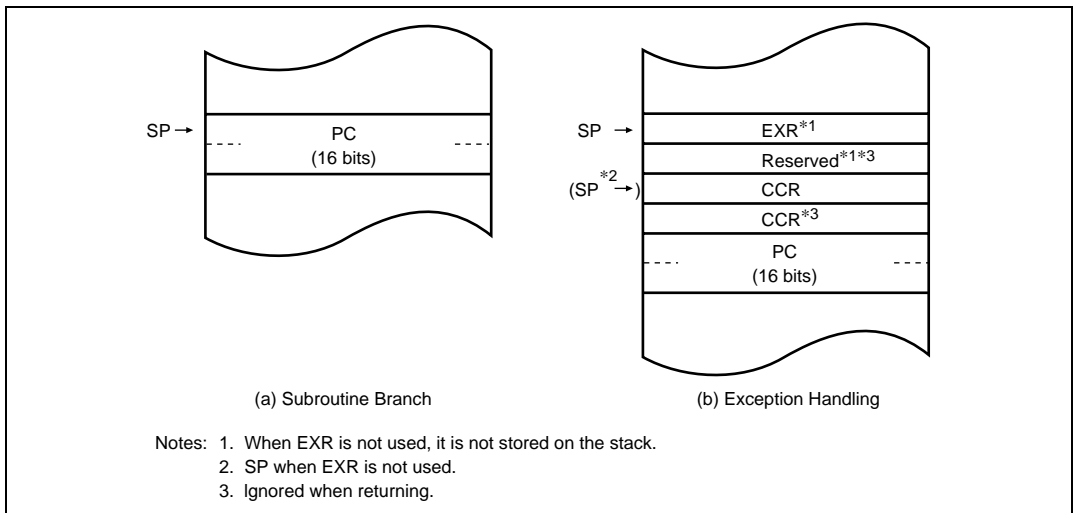 SP → PC
(16 bits)
SP → EXR*1
Reserved*1*3
(SP*2 →) CCR
CCR*3
PC
(16 bits)
(a) Subroutine Branch
(b) Exception Handling
Notes: 1. When EXR is not used, it is not stored on the stack.
2. SP when EXR is not used.
3. Ignored when returning.